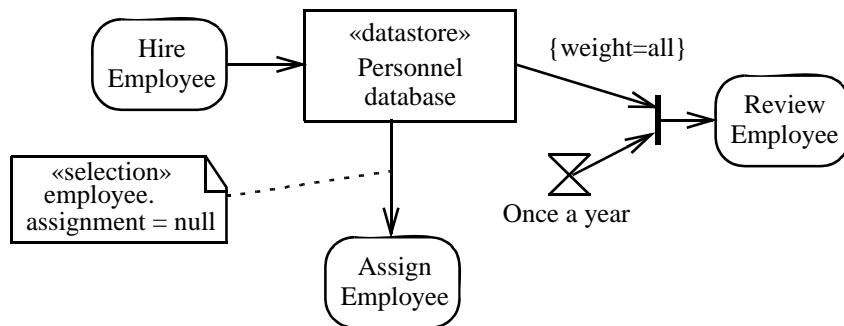 Hire
Employee
«datastore»
Personnel
database
{weight=all}
Review
Employee
«selection»
employee.
assignment = null
Once a year
Assign
Employee